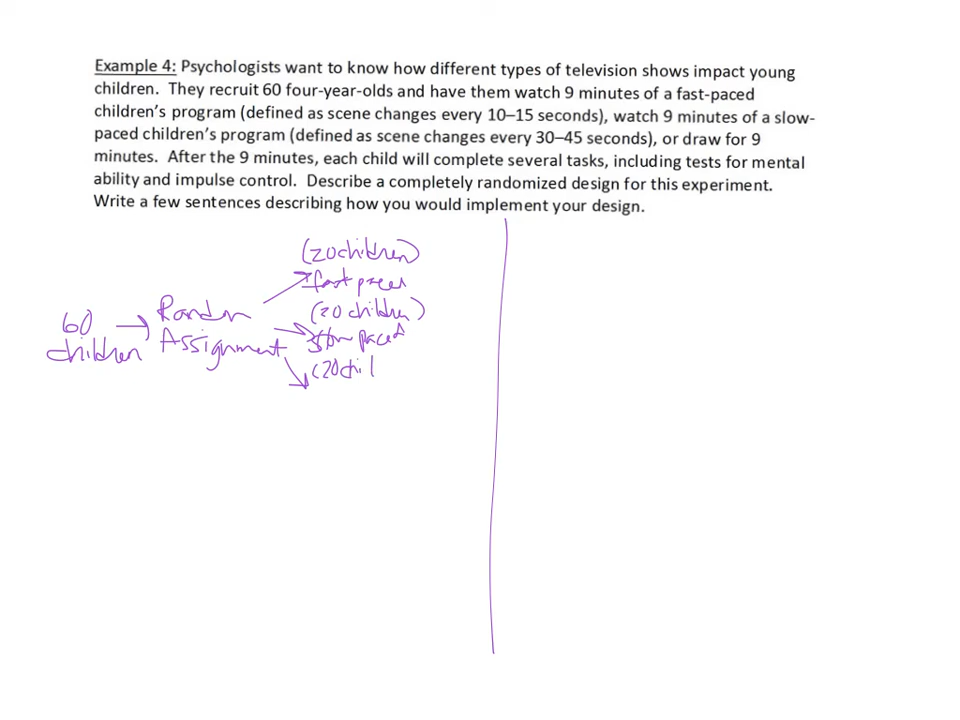 Example 4: Psychologists want to know how different types of television shows impact young
children. They recruit 60 four-year-olds and have them watch 9 minutes of a fast-paced
children's program (defined as scene changes every 10–15 seconds), watch 9 minutes of a slow-
paced children's program (defined as scene changes every 30–45 seconds), or draw for 9
minutes. After the 9 minutes, each child will complete several tasks, including tests for mental
ability and impulse control. Describe a completely randomized design for this experiment.
Write a few sentences describing how you would implement your design.
60
children
Random
Assignment
(20 children)
fast paced
(20 children)
slow paced
(20 chil